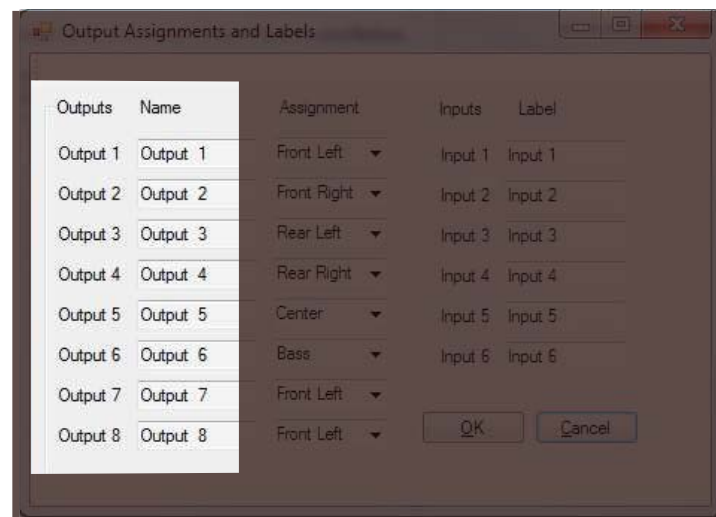 Output Assignments and Labels
Outputs Name Assignment Inputs Label
Output 1 Output 1 Front Left Input 1 Input 1
Output 2 Output 2 Front Right Input 2 Input 2
Output 3 Output 3 Rear Left Input 3 Input 3
Output 4 Output 4 Rear Right Input 4 Input 4
Output 5 Output 5 Center Input 5 Input 5
Output 6 Output 6 Bass Input 6 Input 6
Output 7 Output 7 Front Left
Output 8 Output 8 Front Left OK Cancel